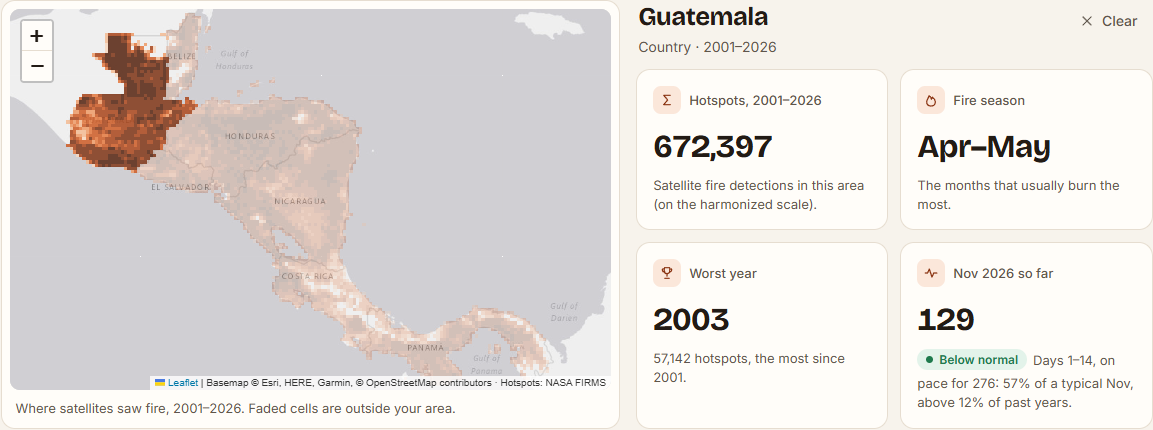 +
−
BELIZE
Gulf of
Honduras
HONDURAS
EL SALVADOR
NICARAGUA
COSTA RICA
PANAMA
Gulf of
Darien
Gulf of
Panama
Leaflet | Basemap © Esri, HERE, Garmin, © OpenStreetMap contributors · Hotspots: NASA FIRMS
Where satellites saw fire, 2001–2026. Faded cells are outside your area.
Guatemala
Clear
Country · 2001–2026
Hotspots, 2001–2026
672,397
Satellite fire detections in this area
(on the harmonized scale).
Fire season
Apr–May
The months that usually burn the
most.
Worst year
2003
57,142 hotspots, the most since
2001.
Nov 2026 so far
129
Below normal Days 1–14, on
pace for 276: 57% of a typical Nov,
above 12% of past years.